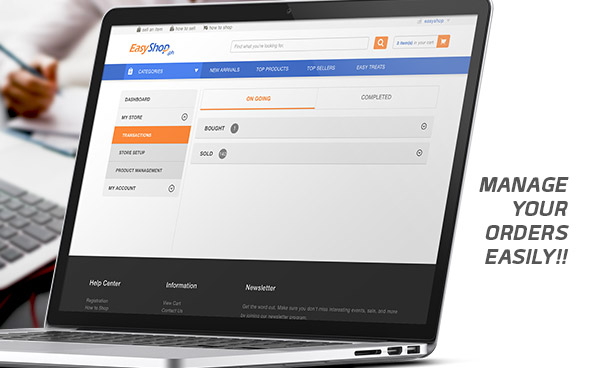 sell an item how to sell how to shop easyshop
EasyShop.ph
Find what you're looking for.
0 item(s) in your cart
CATEGORIES NEW ARRIVALS TOP PRODUCTS TOP SELLERS EASY TREATS
DASHBOARD
MY STORE
TRANSACTIONS
STORE SETUP
PRODUCT MANAGEMENT
MY ACCOUNT
ON GOING COMPLETED
BOUGHT
SOLD
Help Center
Registration
How to Shop
Information
View Cart
Contact Us
Newsletter
Get the word out. Make sure you don't miss interesting events, sale, and more
by joining our newsletter program.
MANAGE
YOUR
ORDERS
EASILY!!